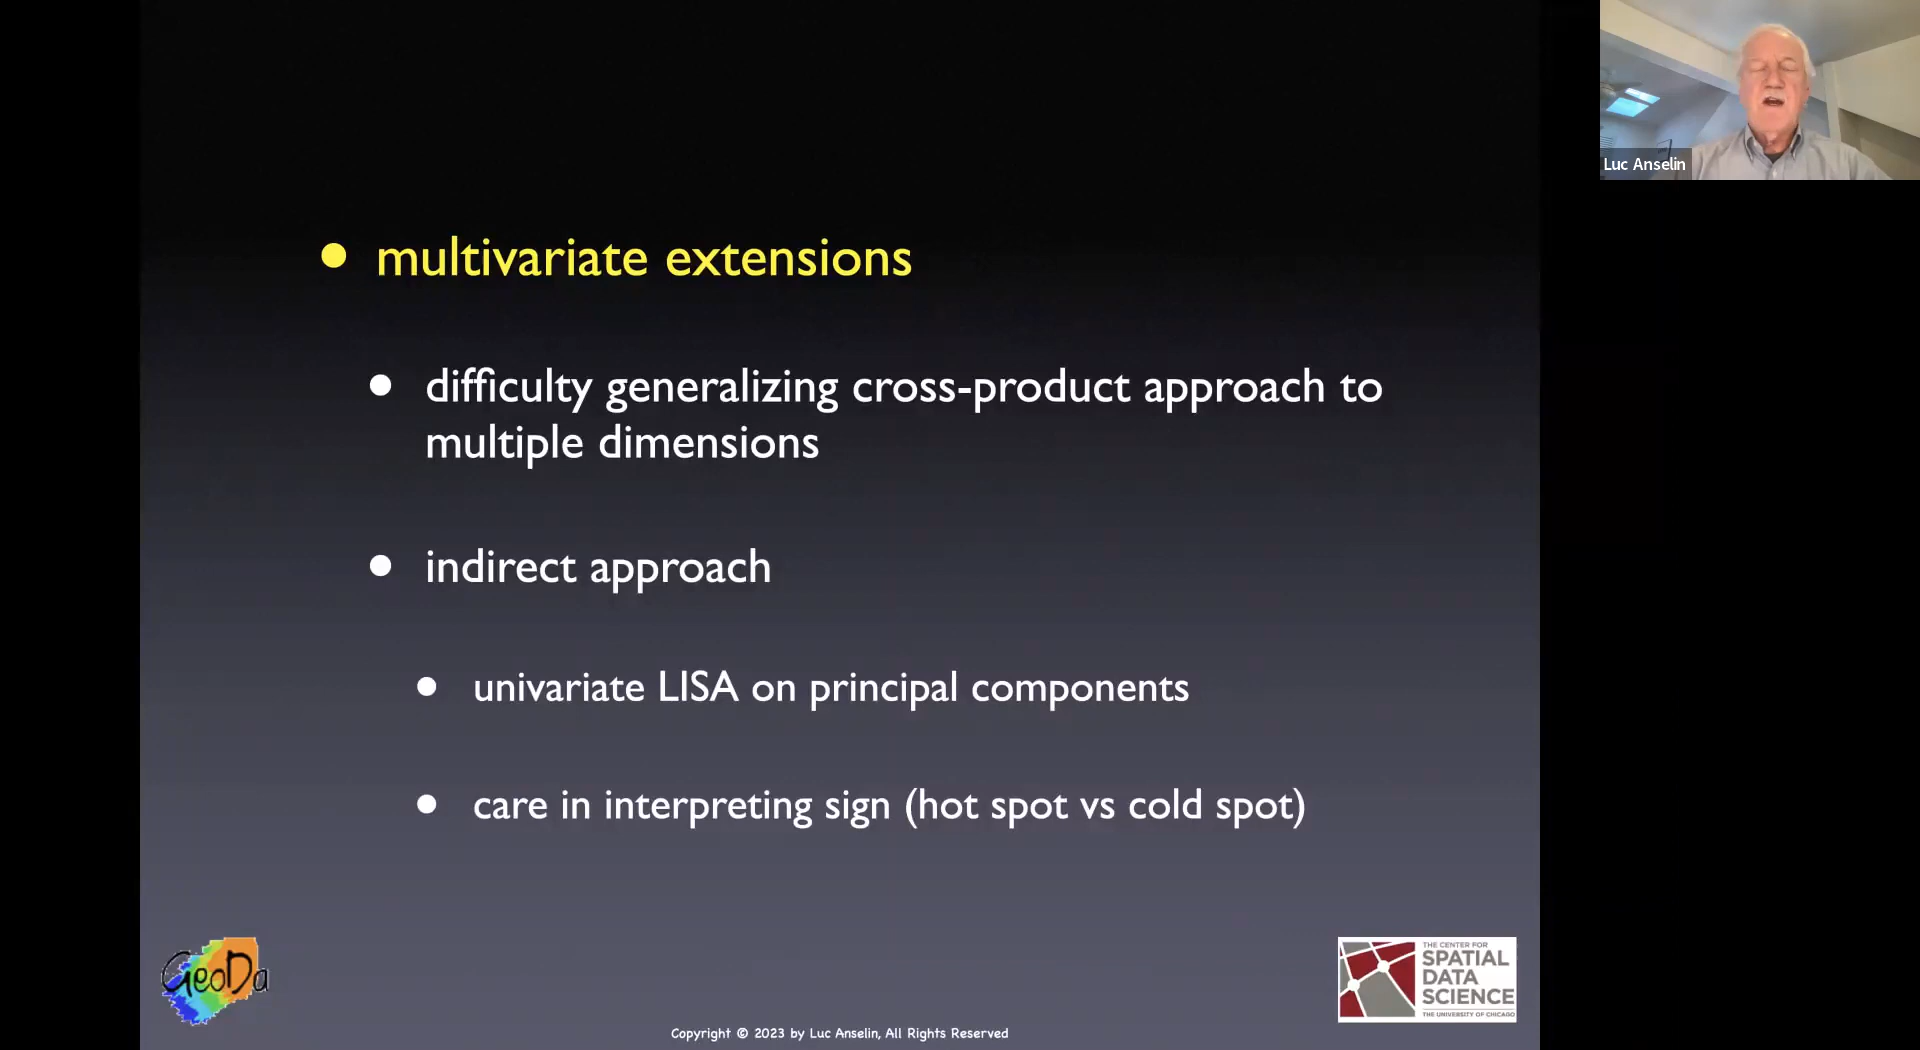 Luc Anselin
multivariate extensions
difficulty generalizing cross-product approach to
multiple dimensions
indirect approach
univariate LISA on principal components
care in interpreting sign (hot spot vs cold spot)
GeoDa
THE CENTER FOR
SPATIAL
DATA
SCIENCE
THE UNIVERSITY OF CHICAGO
Copyright © 2023 by Luc Anselin, All Rights Reserved